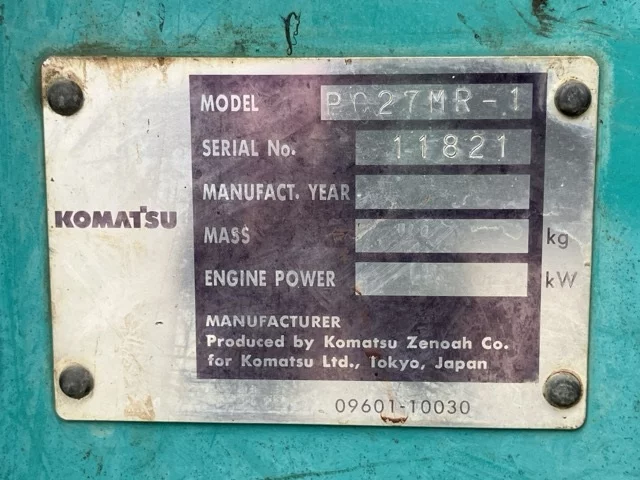 MODEL PC27MR-1
SERIAL No. 11821
MANUFACT. YEAR
KOMATSU
MASS kg
ENGINE POWER kW
MANUFACTURER
Produced by Komatsu Zenoah Co.
for Komatsu Ltd., Tokyo, Japan
09601-10030